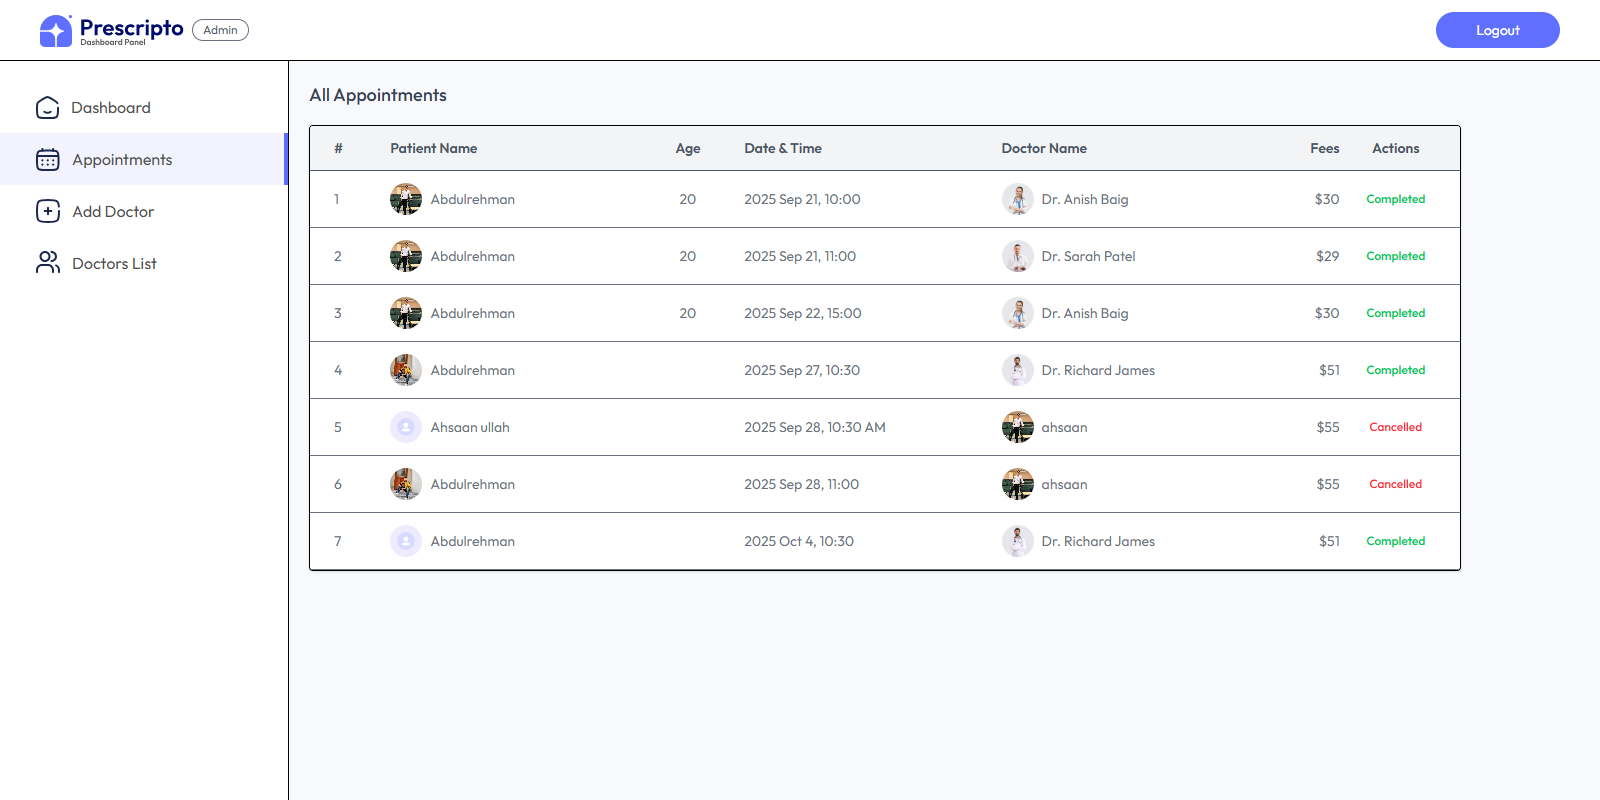 Prescripto
Dashboard Panel
Admin
Logout
Dashboard
Appointments
Add Doctor
Doctors List
All Appointments
# Patient Name Age Date & Time Doctor Name Fees Actions
1 Abdulrehman 20 2025 Sep 21, 10:00 Dr. Anish Baig $30 Completed
2 Abdulrehman 20 2025 Sep 21, 11:00 Dr. Sarah Patel $29 Completed
3 Abdulrehman 20 2025 Sep 22, 15:00 Dr. Anish Baig $30 Completed
4 Abdulrehman 2025 Sep 27, 10:30 Dr. Richard James $51 Completed
5 Ahsaan ullah 2025 Sep 28, 10:30 AM ahsaan $55 Cancelled
6 Abdulrehman 2025 Sep 28, 11:00 ahsaan $55 Cancelled
7 Abdulrehman 2025 Oct 4, 10:30 Dr. Richard James $51 Completed